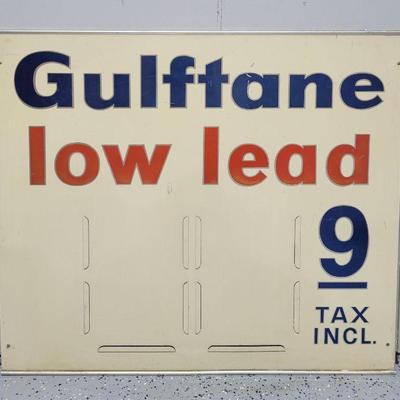 Gulftane
low lead
9
TAX
INCL.